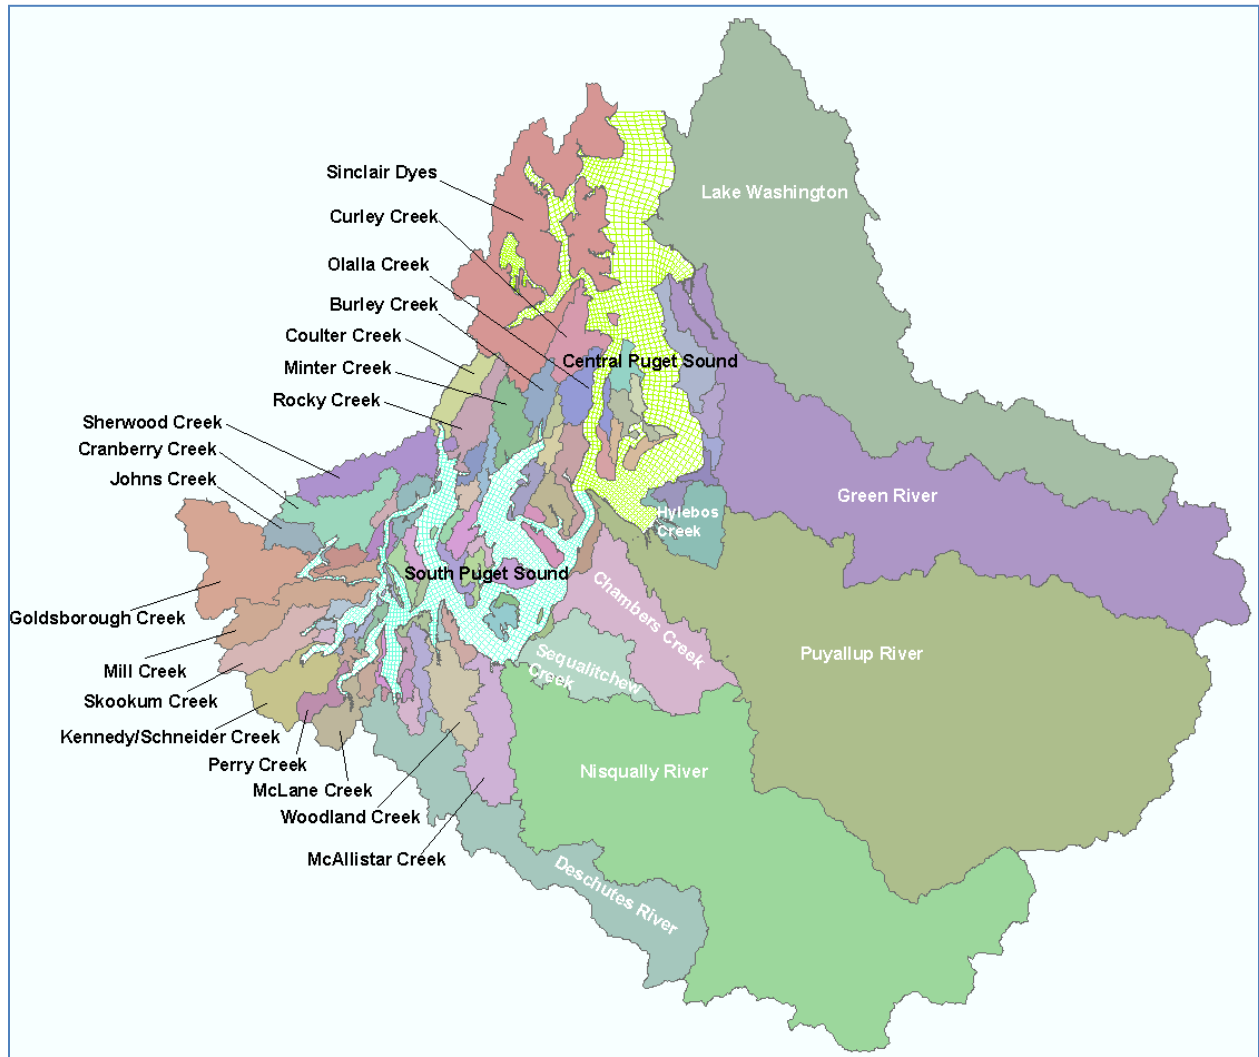 Sinclair Dyes
Lake Washington
Curley Creek
Olalla Creek
Burley Creek
Coulter Creek
Central Puget Sound
Minter Creek
Rocky Creek
Sherwood Creek
Cranberry Creek
Johns Creek
Green River
Hylebos
Creek
South Puget Sound
Chambers Creek
Goldsborough Creek
Sequalitchew
Creek
Puyallup River
Mill Creek
Skookum Creek
Kennedy/Schneider Creek
Perry Creek
Nisqually River
McLane Creek
Woodland Creek
McAllistar Creek
Deschutes River